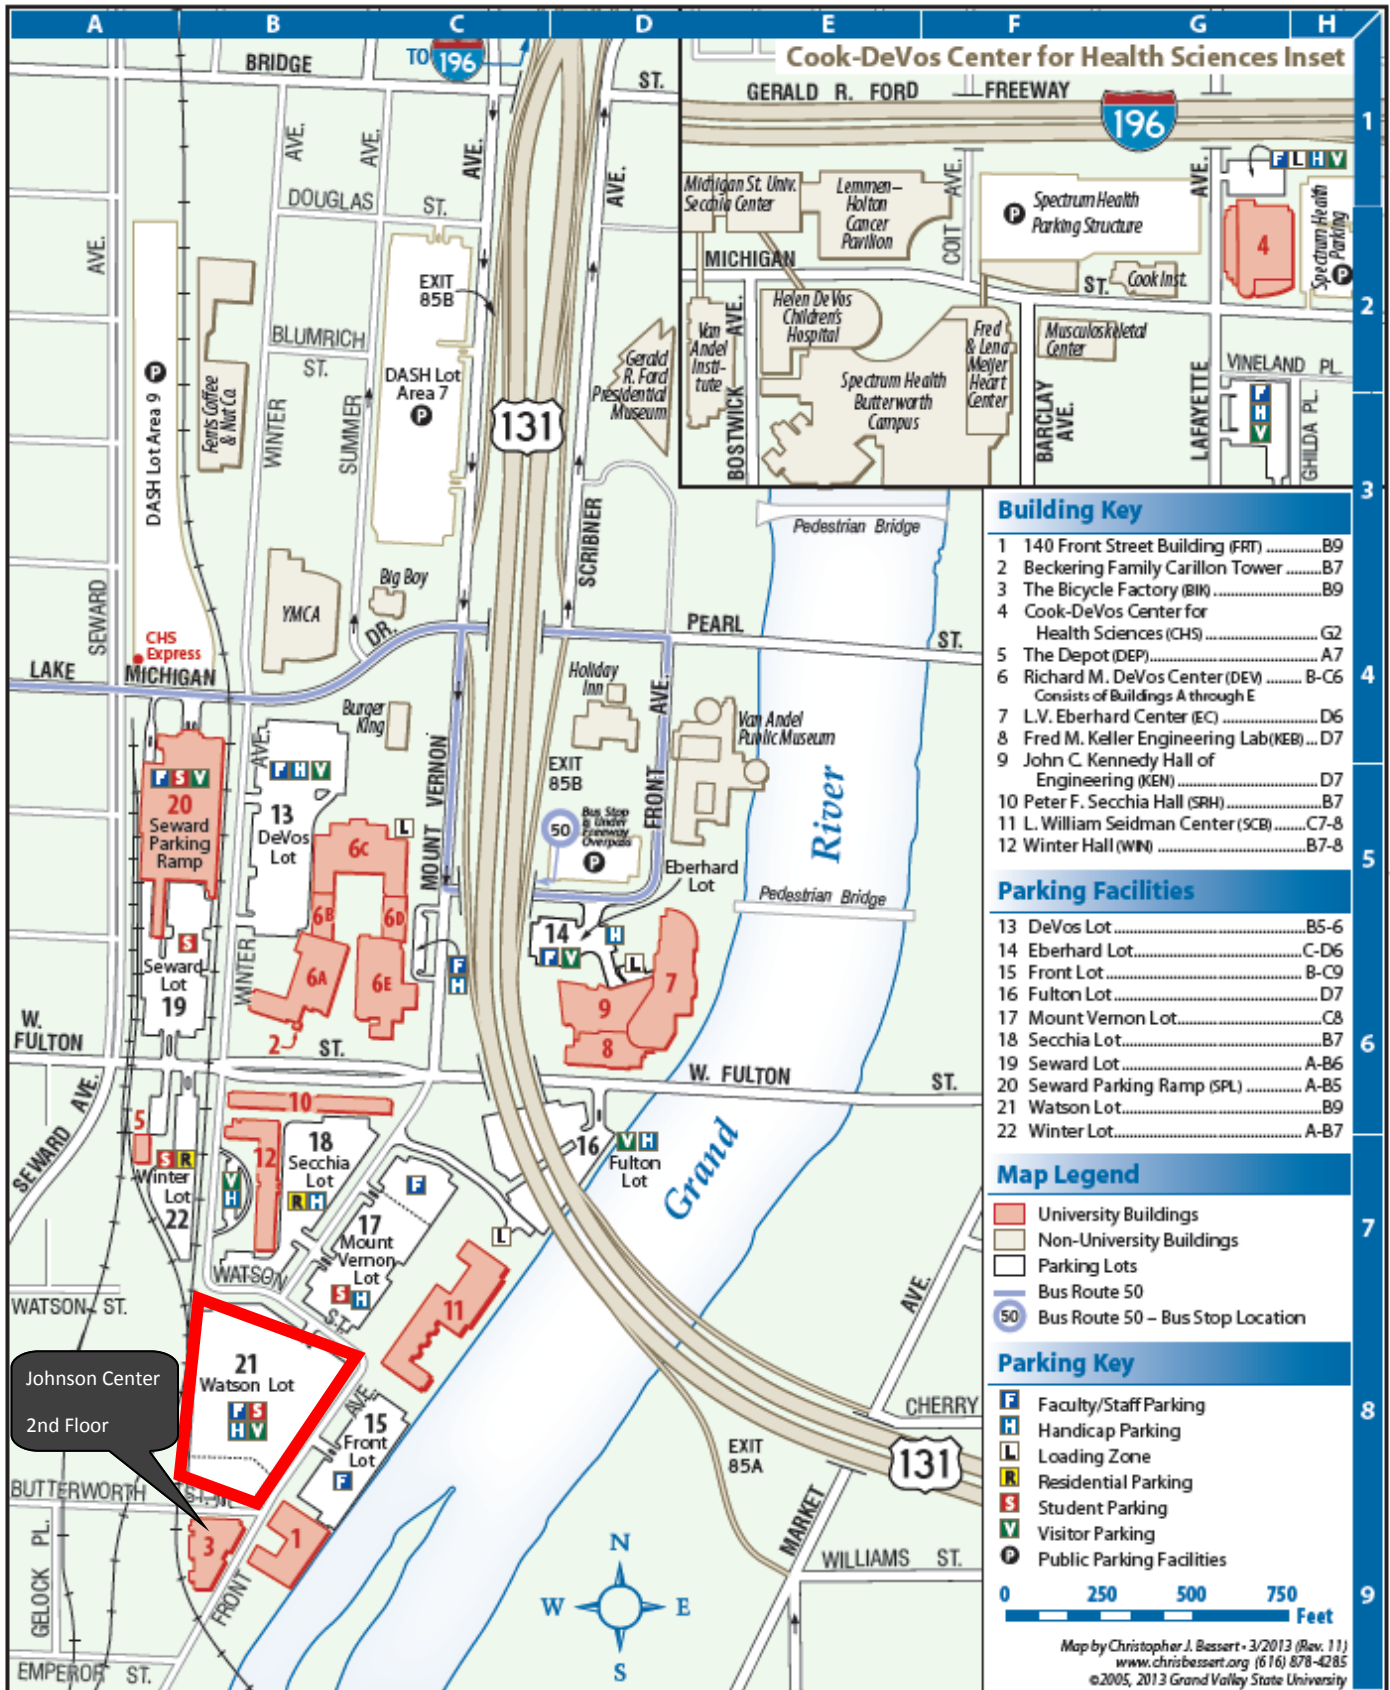 A B C D E F G H
1
2
3
4
5
6
7
8
9
TO 196
BRIDGE
ST.
AVE.
AVE.
AVE.
AVE.
AVE.
DOUGLAS ST.
EXIT
85B
BLUMRICH
ST.
WINTER
SUMMER
DASH Lot
Area 7
P
P
DASH Lot Area 9
Ferris Coffee
& Nut Co.
131
Gerald
R. Ford
Presidential
Museum
SCRIBNER
SEWARD
YMCA
Big Boy
DR.
CHS
Express
LAKE
MICHIGAN
PEARL
ST.
Cook-DeVos Center for Health Sciences Inset
GERALD R. FORD FREEWAY
196
Michigan St. Univ.
Secchia Center
Lemmen–
Holton
Cancer
Pavilion
COIT AVE.
P
Spectrum Health
Parking Structure
AVE.
F L H V
4
Spectrum Health
Parking
P
MICHIGAN
ST.
Cook Inst.
Van
Andel
Insti-
tute
BOSTWICK AVE.
Helen DeVos
Children's
Hospital
Spectrum Health
Butterworth
Campus
Fred
& Lena
Meijer
Heart
Center
BARCLAY
AVE.
Musculoskeletal
Center
LAFAYETTE
VINELAND PL.
F
H
V
GHILDA PL.
Pedestrian Bridge
Holiday
Inn
AVE.
Burger
King
Van Andel
Public Museum
AVE.
F S V
20
Seward
Parking
Ramp
F H V
13
DeVos
Lot
L
6C
6B
6D
6A
6E
2
MOUNT VERNON
EXIT
85B
50
Bus Stop
is Under
Freeway
Overpass
P
FRONT
Eberhard
Lot
River
Pedestrian Bridge
S
Seward
Lot
19
WINTER
F
H
14
F V
H
L
7
9
8
W.
FULTON
ST.
W. FULTON
ST.
SEWARD AVE.
5
S R
Winter
Lot
22
10
12
V
H
18
Secchia
Lot
R H
16
V H
Fulton
Lot
Grand
F
17
Mount
Vernon
Lot
S H
L
11
WATSON
ST.
WATSON ST.
21
Watson Lot
F S
H V
Johnson Center
2nd Floor
AVE.
15
Front
Lot
F
BUTTERWORTH ST.
3
1
GELOCK PL.
FRONT
EMPEROR ST.
EXIT
85A
131
AVE.
CHERRY
MARKET
WILLIAMS ST.
N
W E
S
Building Key
1 140 Front Street Building (FRT) B9
2 Beckering Family Carillon Tower B7
3 The Bicycle Factory (BIK) B9
4 Cook-DeVos Center for
Health Sciences (CHS) G2
5 The Depot (DEP) A7
6 Richard M. DeVos Center (DEV) B-C6
Consists of Buildings A through E
7 L.V. Eberhard Center (EC) D6
8 Fred M. Keller Engineering Lab (KEB) D7
9 John C. Kennedy Hall of
Engineering (KEN) D7
10 Peter F. Secchia Hall (SRH) B7
11 L. William Seidman Center (SCB) C7-8
12 Winter Hall (WIN) B7-8
Parking Facilities
13 DeVos Lot B5-6
14 Eberhard Lot C-D6
15 Front Lot B-C9
16 Fulton Lot D7
17 Mount Vernon Lot C8
18 Secchia Lot B7
19 Seward Lot A-B6
20 Seward Parking Ramp (SPL) A-B5
21 Watson Lot B9
22 Winter Lot A-B7
Map Legend
University Buildings
Non-University Buildings
Parking Lots
Bus Route 50
50 Bus Route 50 – Bus Stop Location
Parking Key
F Faculty/Staff Parking
H Handicap Parking
L Loading Zone
R Residential Parking
S Student Parking
V Visitor Parking
P Public Parking Facilities
0 250 500 750
Feet
Map by Christopher J. Bessert • 3/2013 (Rev. 11)
www.chrisbessert.org (616) 878-4285
©2005, 2013 Grand Valley State University